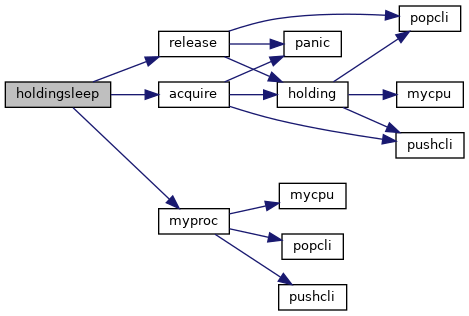 popcli
release
panic
holdingsleep
acquire
holding
mycpu
pushcli
mycpu
myproc
popcli
pushcli